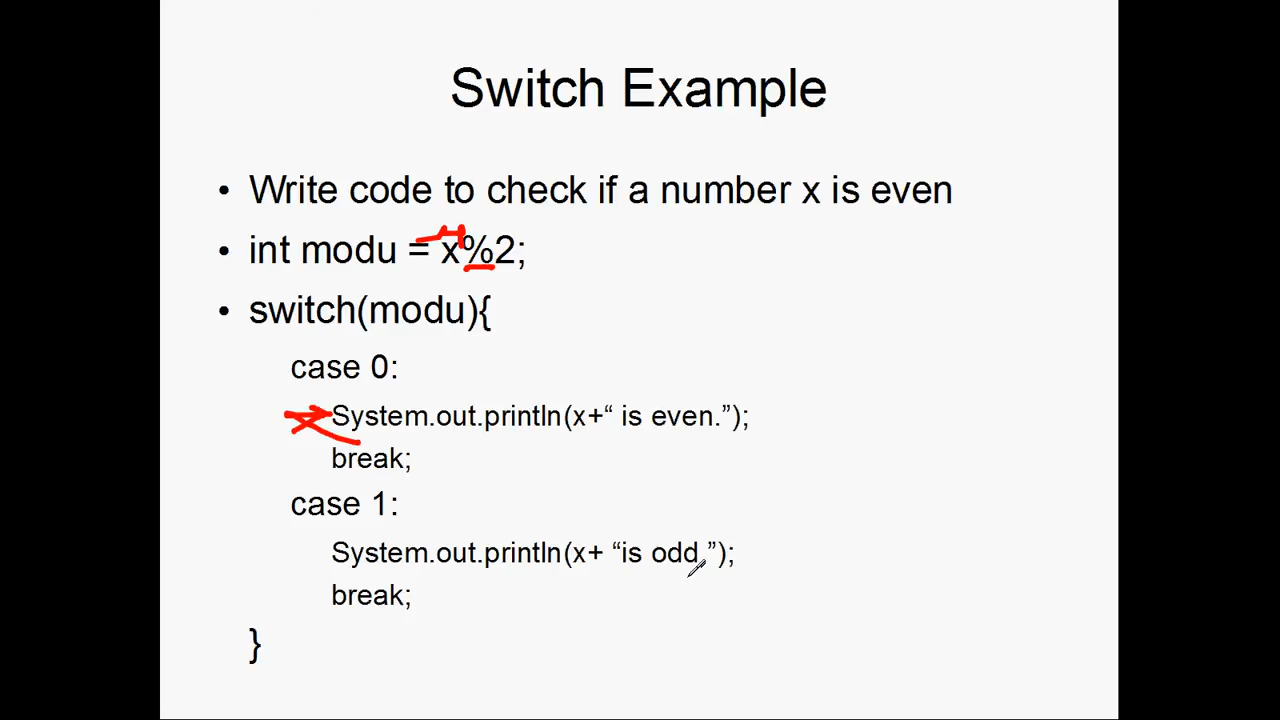 Switch Example
• Write code to check if a number x is even
• int modu = x%2;
• switch(modu){
case 0:
System.out.println(x+“ is even.”);
break;
case 1:
System.out.println(x+ “is odd.”);
break;
}